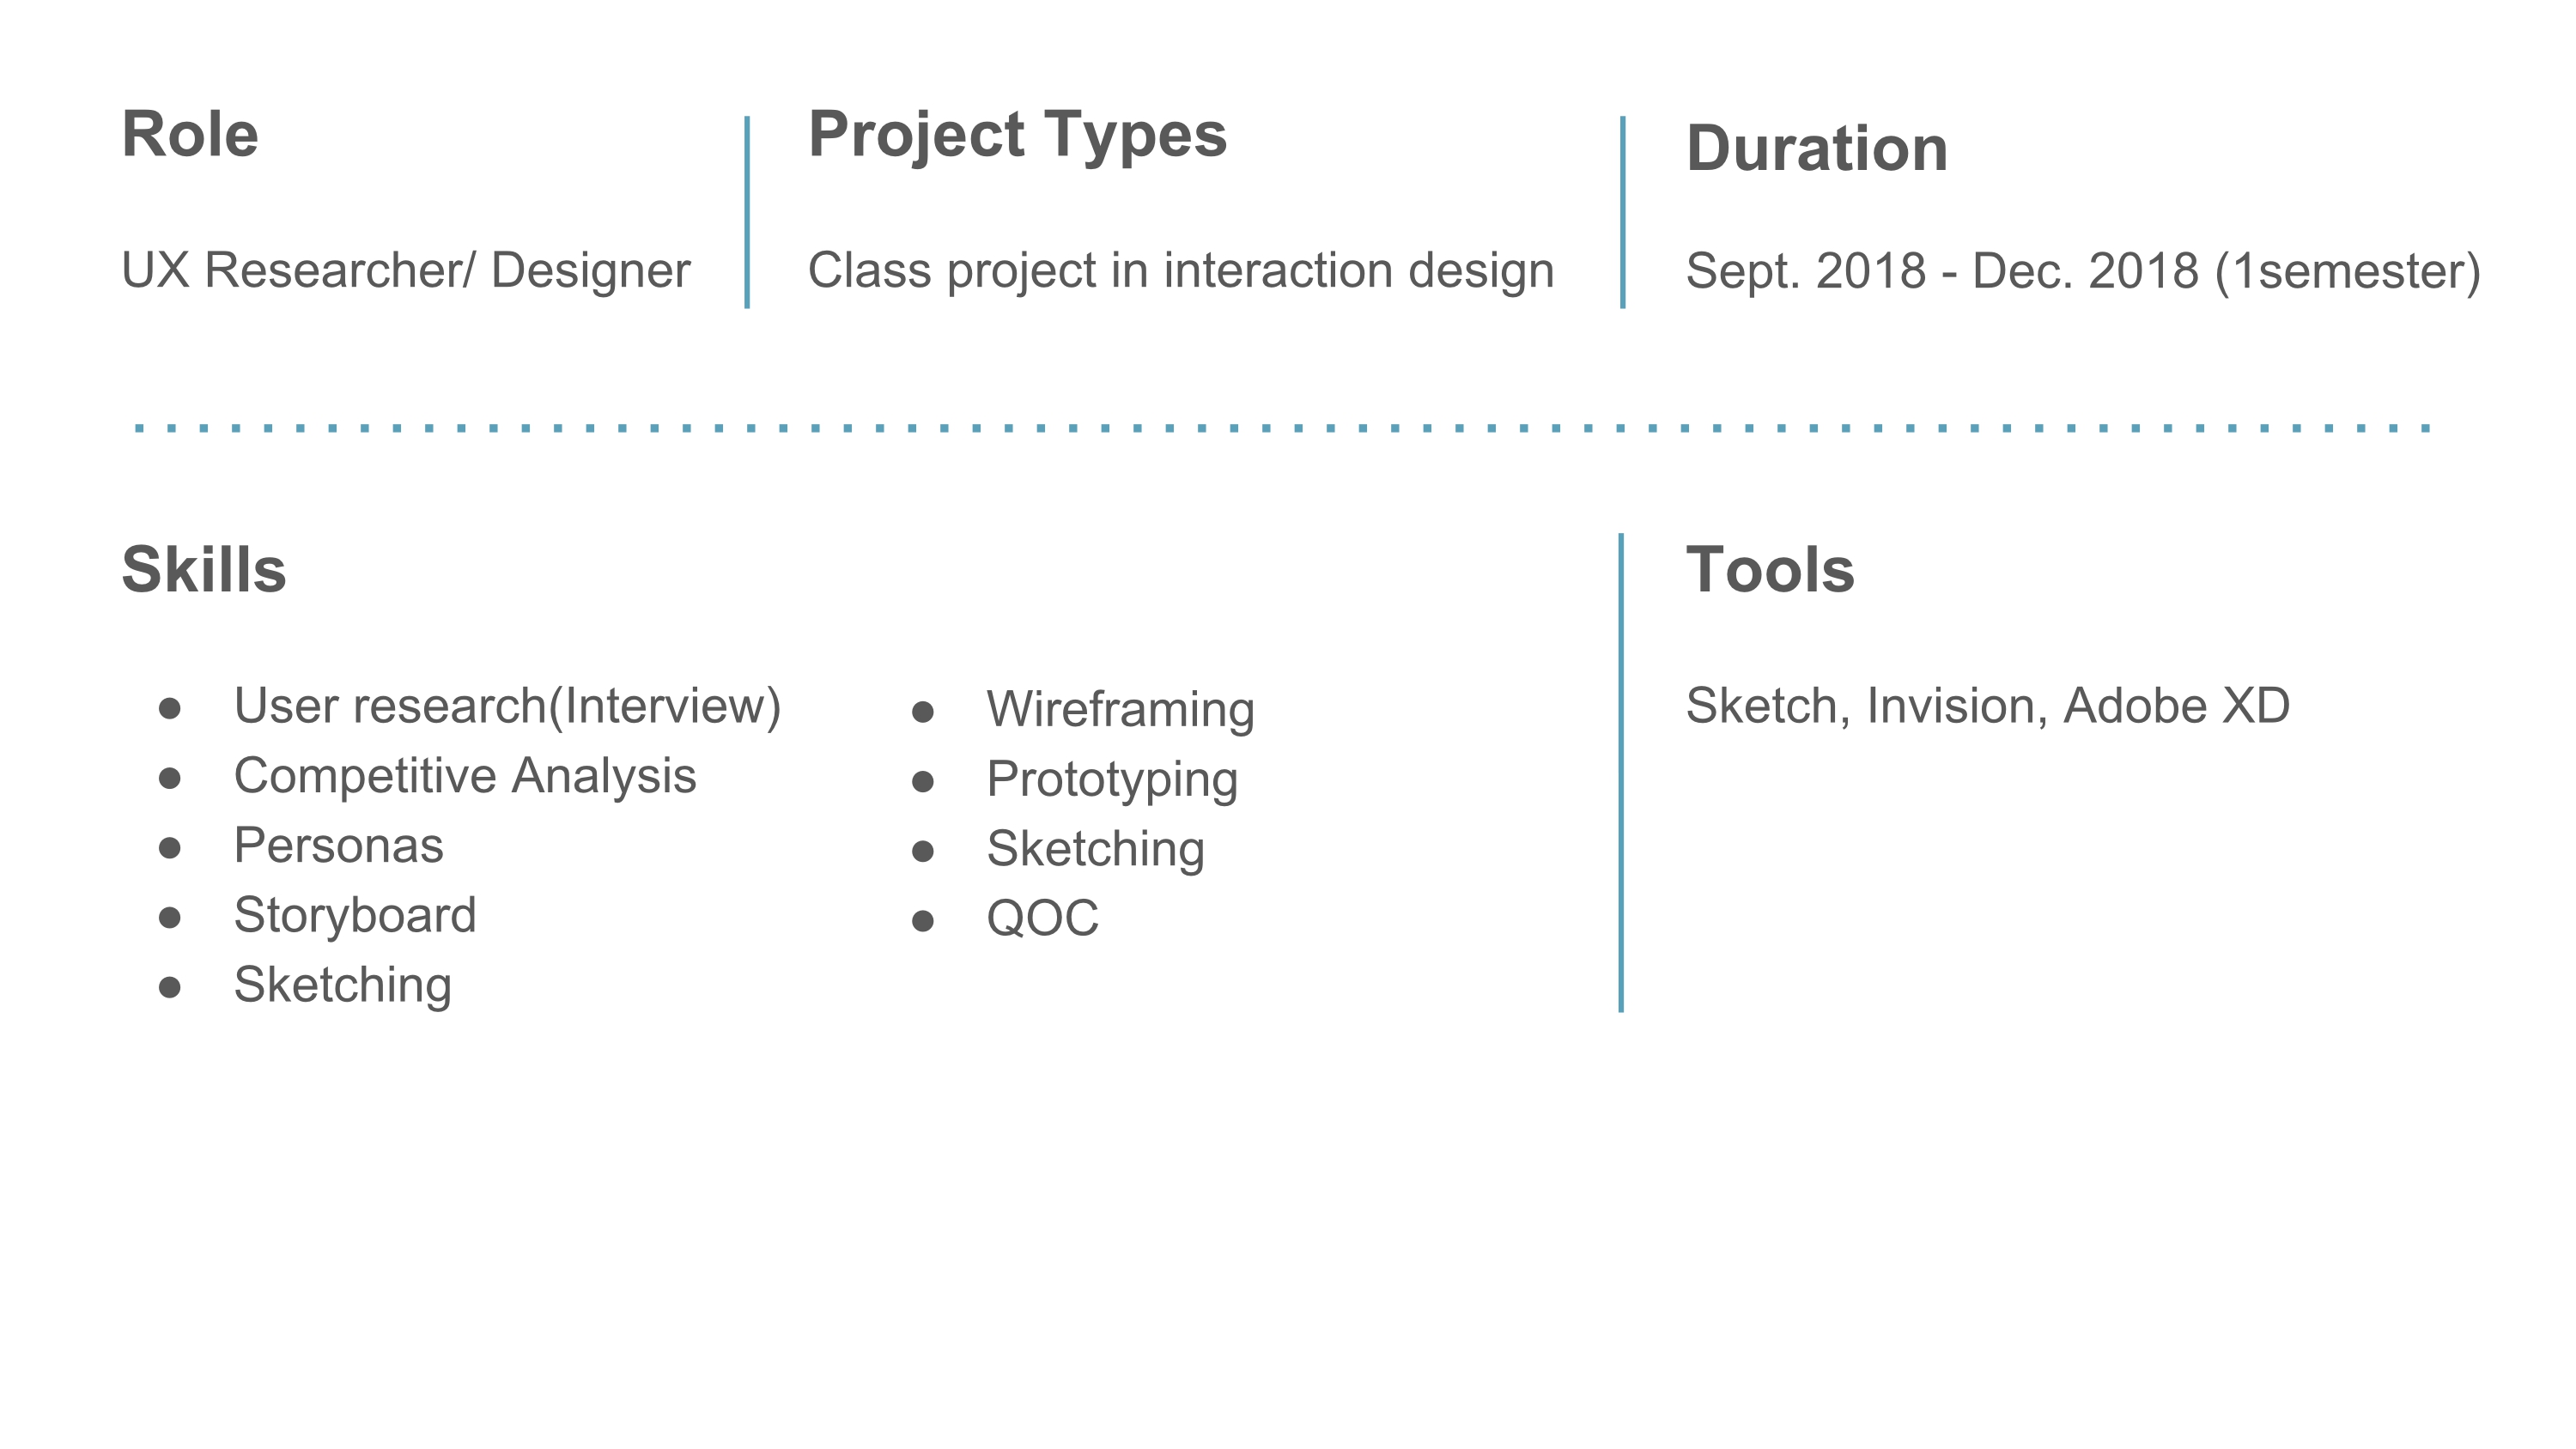 Role
UX Researcher/ Designer
Project Types
Class project in interaction design
Duration
Sept. 2018 - Dec. 2018 (1semester)
Skills
● User research(Interview)
● Competitive Analysis
● Personas
● Storyboard
● Sketching
● Wireframing
● Prototyping
● Sketching
● QOC
Tools
Sketch, Invision, Adobe XD